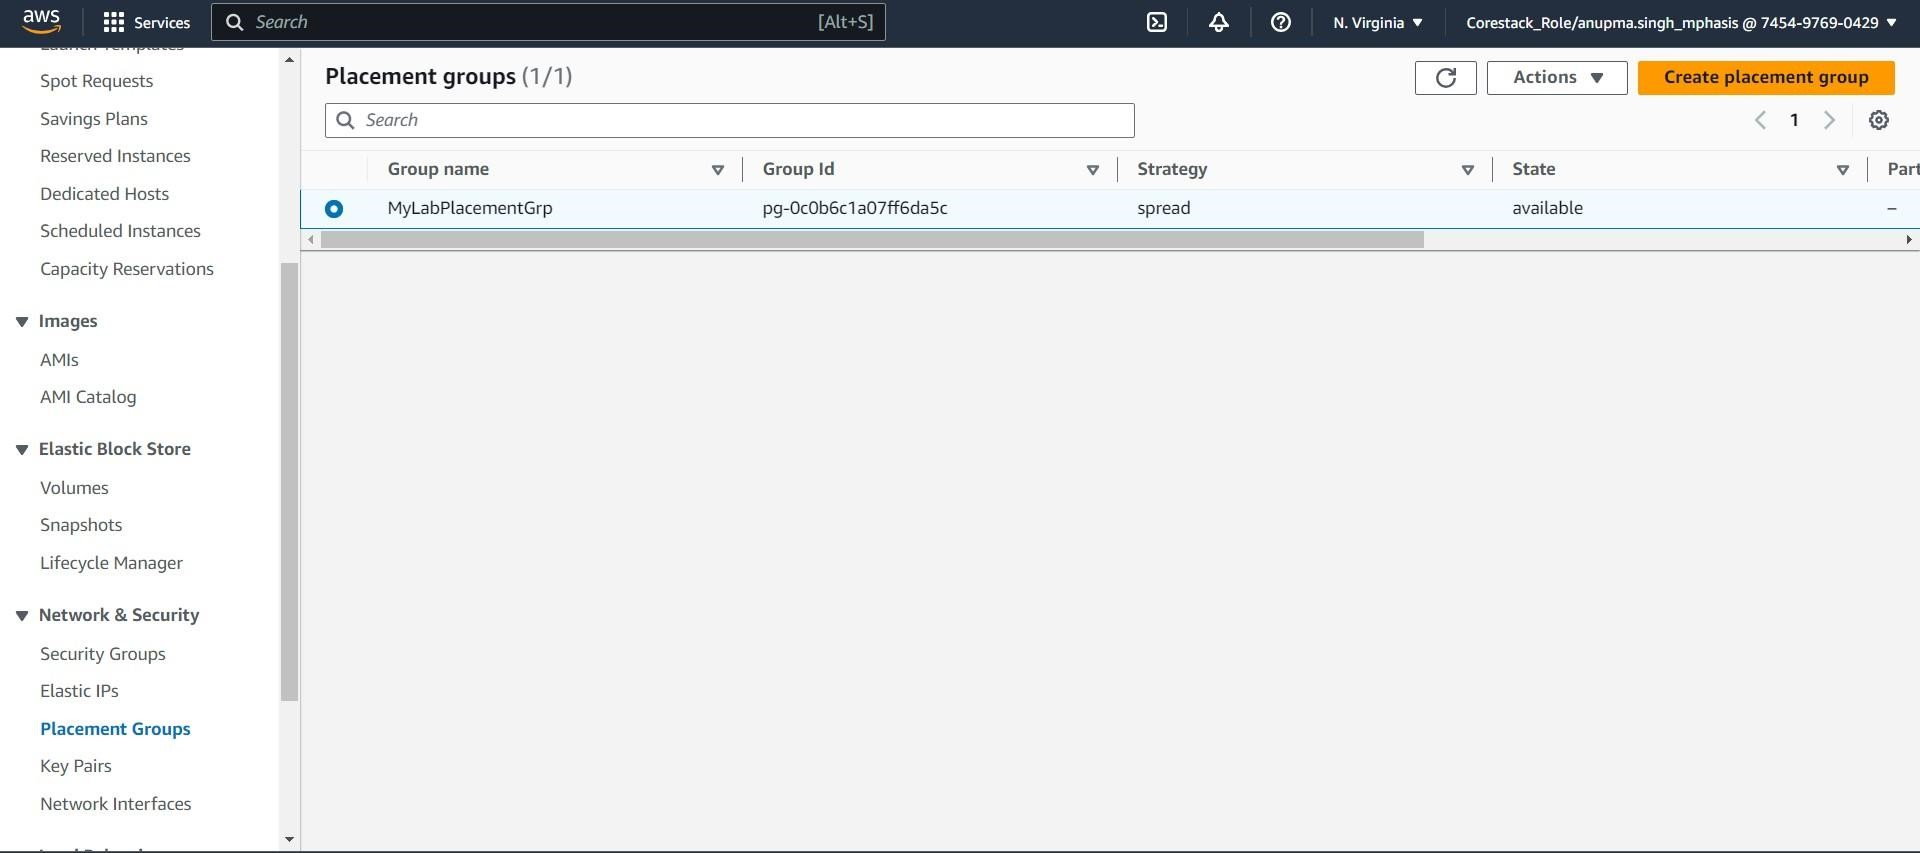 aws
Services
Search
[Alt+S]
N. Virginia
Corestack_Role/anupma.singh_mphasis @ 7454-9769-0429
Launch Templates
Spot Requests
Savings Plans
Reserved Instances
Dedicated Hosts
Scheduled Instances
Capacity Reservations
Images
AMIs
AMI Catalog
Elastic Block Store
Volumes
Snapshots
Lifecycle Manager
Network & Security
Security Groups
Elastic IPs
Placement Groups
Key Pairs
Network Interfaces
Placement groups (1/1)
Actions
Create placement group
Search
1
Group name
Group Id
Strategy
State
Part
MyLabPlacementGrp
pg-0c0b6c1a07ff6da5c
spread
available
–